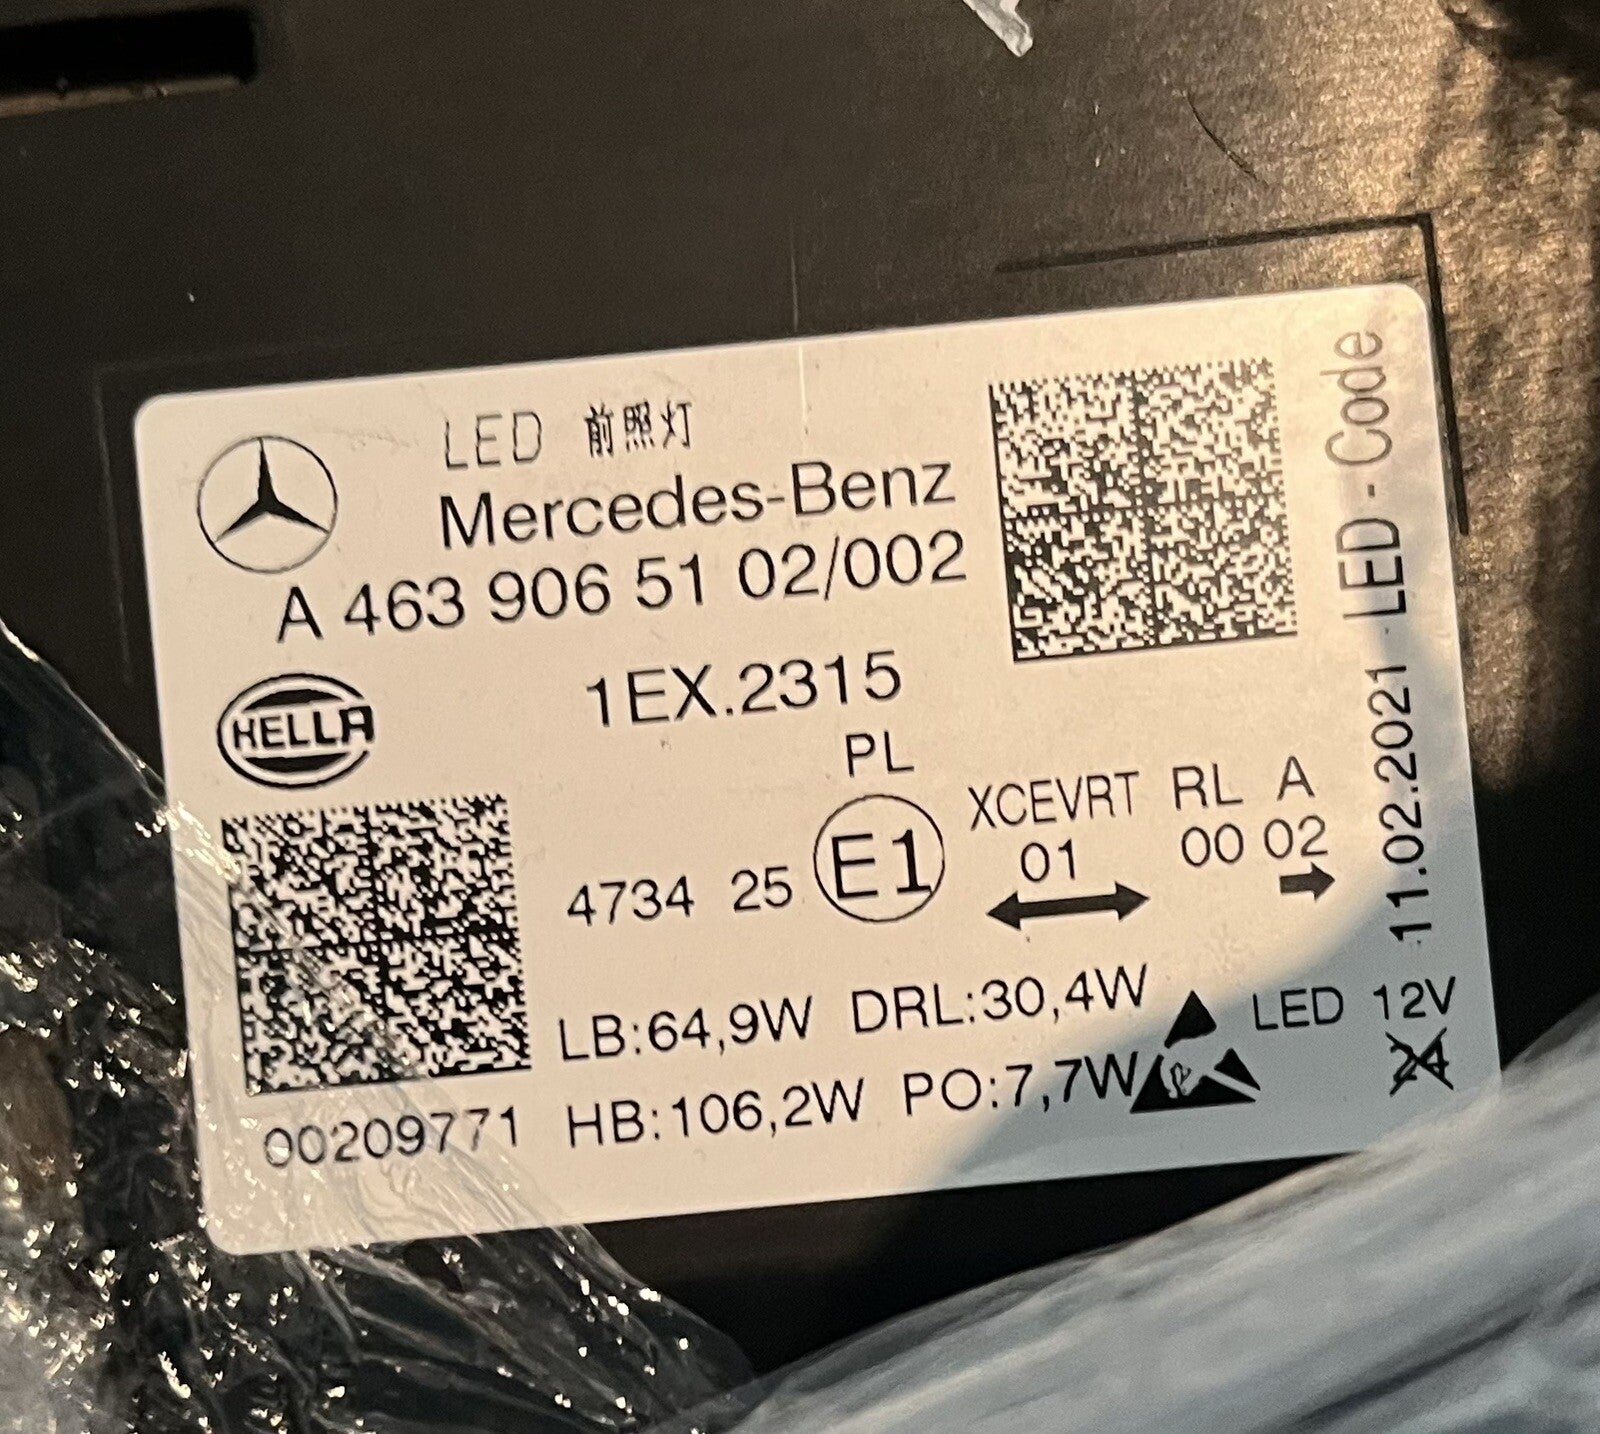 LED 前照灯
Mercedes-Benz
A 463 906 51 02/002
HELLA
1EX.2315
PL
4734 25 E1 XCEVRT RL A
01 00 02
LB:64,9W DRL:30,4W LED 12V
24
00209771 HB:106,2W PO:7,7W
11.02.2021 LED-Code